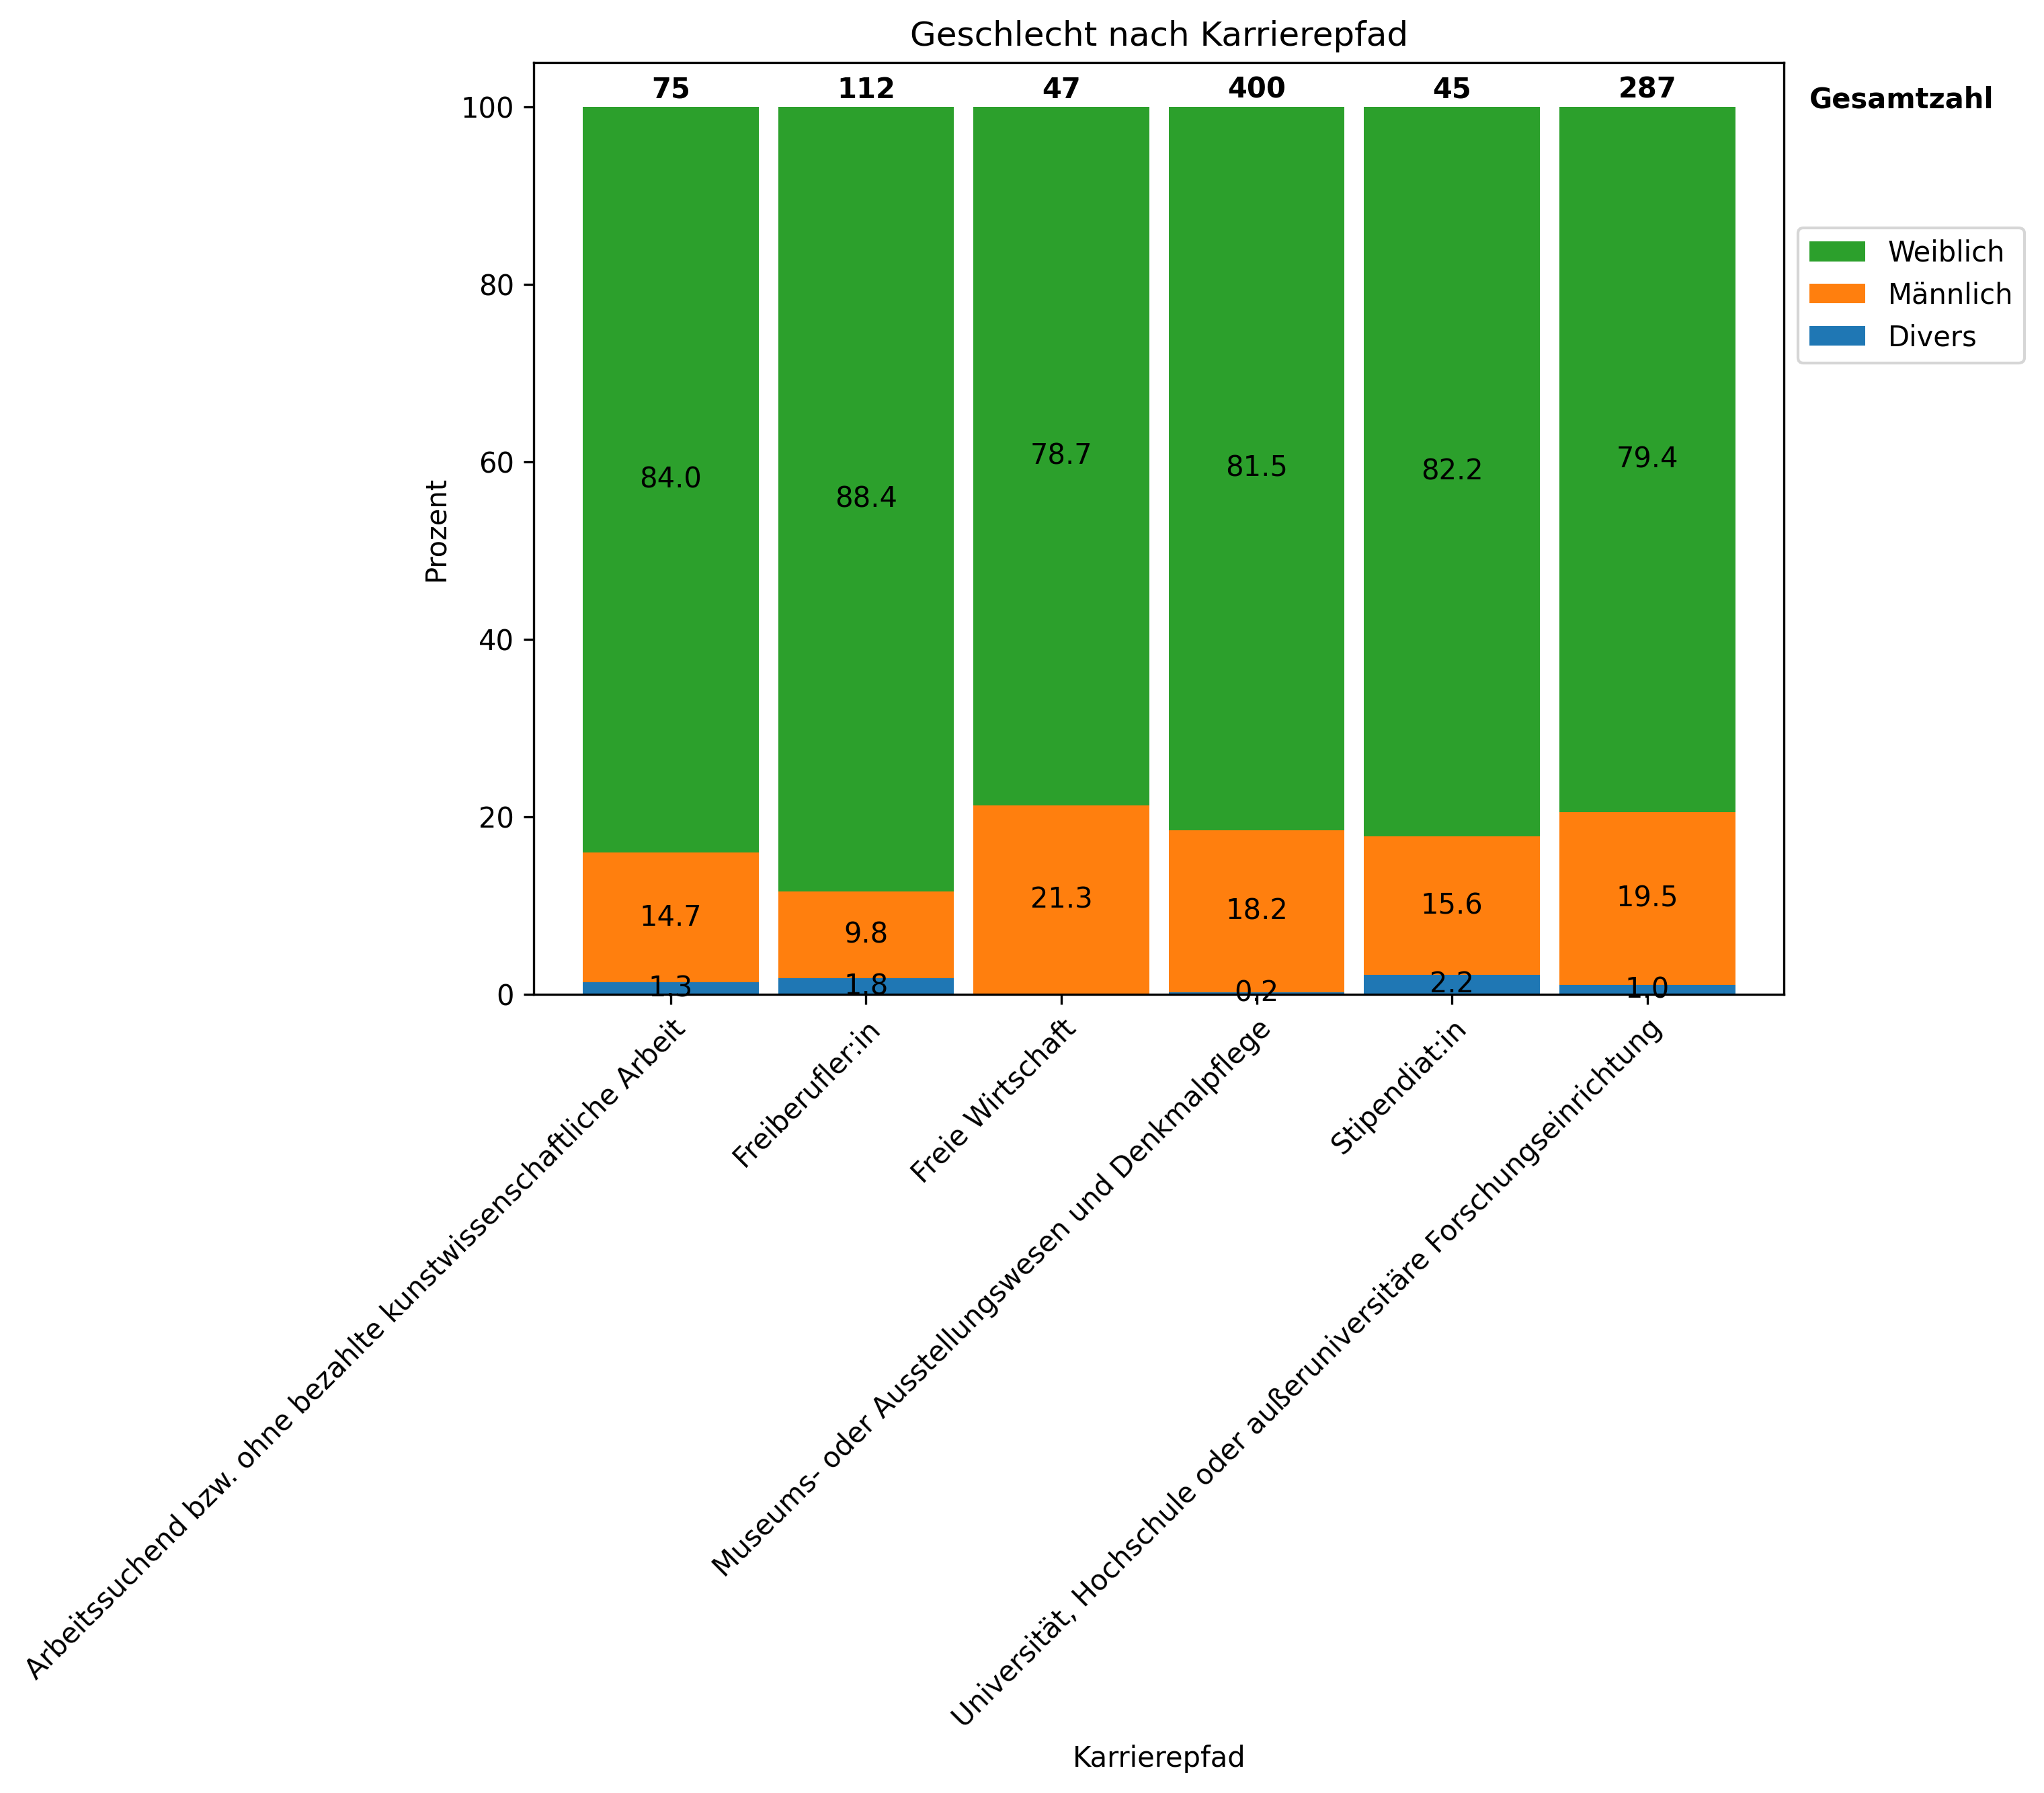 Geschlecht nach Karrierepfad
75 112 47 400 45 287
Gesamtzahl
Weiblich
Männlich
Divers
Prozent
100
80
60
40
20
0
84.0 88.4 78.7 81.5 82.2 79.4
14.7 9.8 21.3 18.2 15.6 19.5
1.3 1.8 0.2 2.2 1.0
Arbeitssuchend bzw. ohne bezahlte kunstwissenschaftliche Arbeit
Freiberufler:in
Freie Wirtschaft
Museums- oder Ausstellungswesen und Denkmalpflege
Stipendiat:in
Universität, Hochschule oder außeruniversitäre Forschungseinrichtung
Karrierepfad